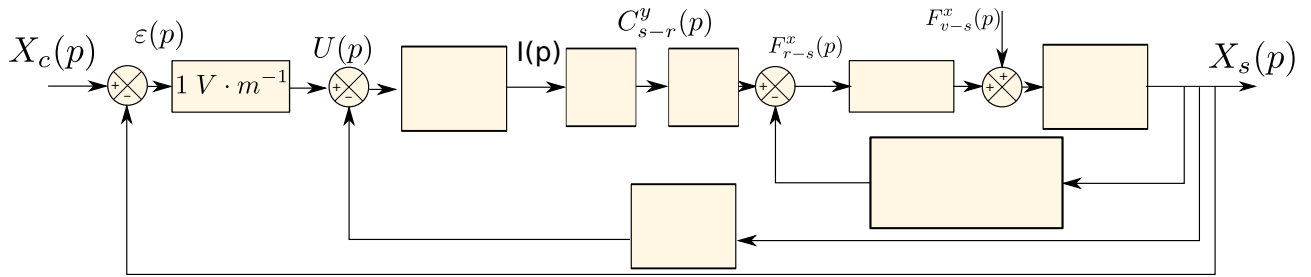 X_c(p)
ε(p)
1 V · m^{-1}
U(p)
I(p)
C^y_{s-r}(p)
F^x_{r-s}(p)
F^x_{v-s}(p)
X_s(p)
+
-
+
-
+
-
+
+